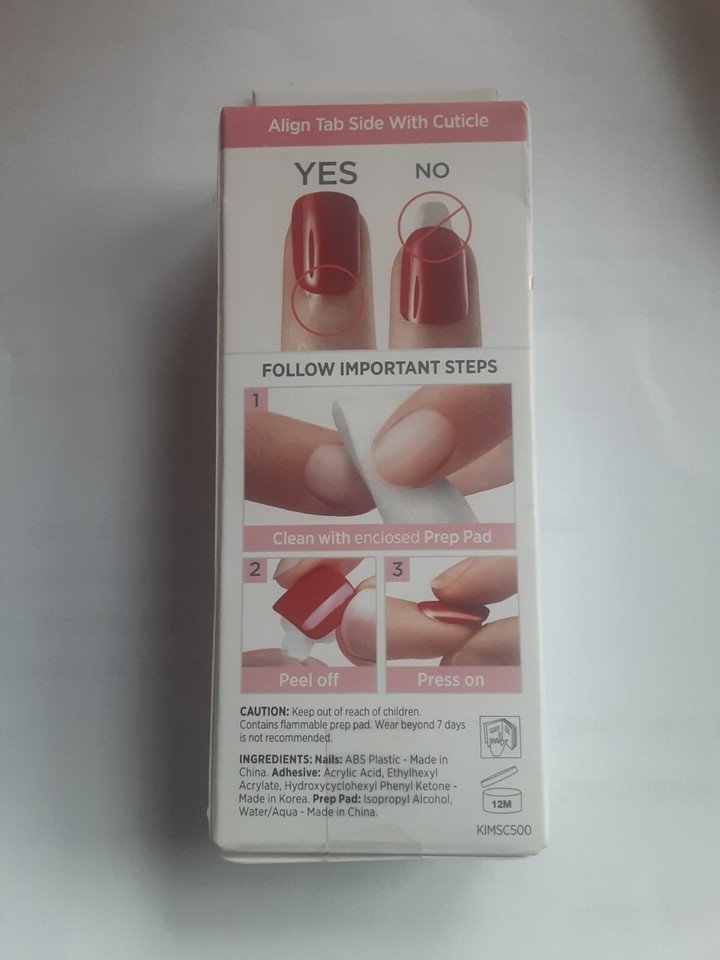 Align Tab Side With Cuticle
YES
NO
FOLLOW IMPORTANT STEPS
1
Clean with enclosed Prep Pad
2
Peel off
3
Press on
CAUTION: Keep out of reach of children.
Contains flammable prep pad. Wear beyond 7 days
is not recommended.
INGREDIENTS: Nails: ABS Plastic - Made in
China. Adhesive: Acrylic Acid, Ethylhexyl
Acrylate, Hydroxycyclohexyl Phenyl Ketone -
Made in Korea. Prep Pad: Isopropyl Alcohol,
Water/Aqua - Made in China.
12M
KIMSC500